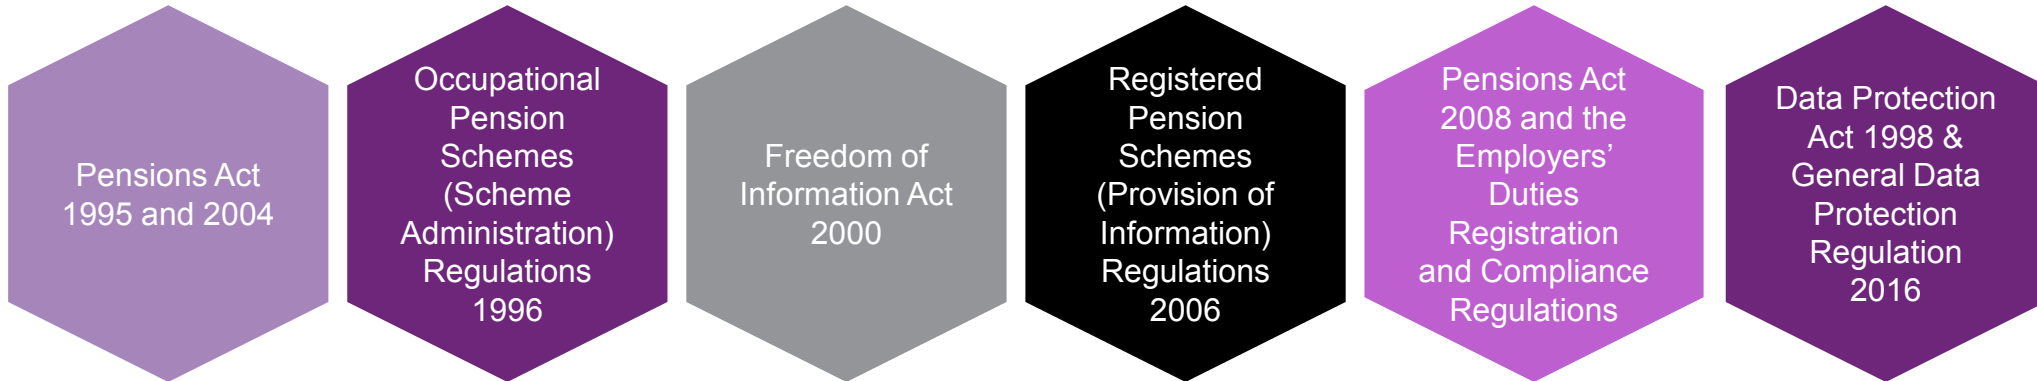 Pensions Act
1995 and 2004
Occupational
Pension
Schemes
(Scheme
Administration)
Regulations
1996
Freedom of
Information Act
2000
Registered
Pension
Schemes
(Provision of
Information)
Regulations
2006
Pensions Act
2008 and the
Employers’
Duties
Registration
and Compliance
Regulations
Data Protection
Act 1998 &
General Data
Protection
Regulation
2016